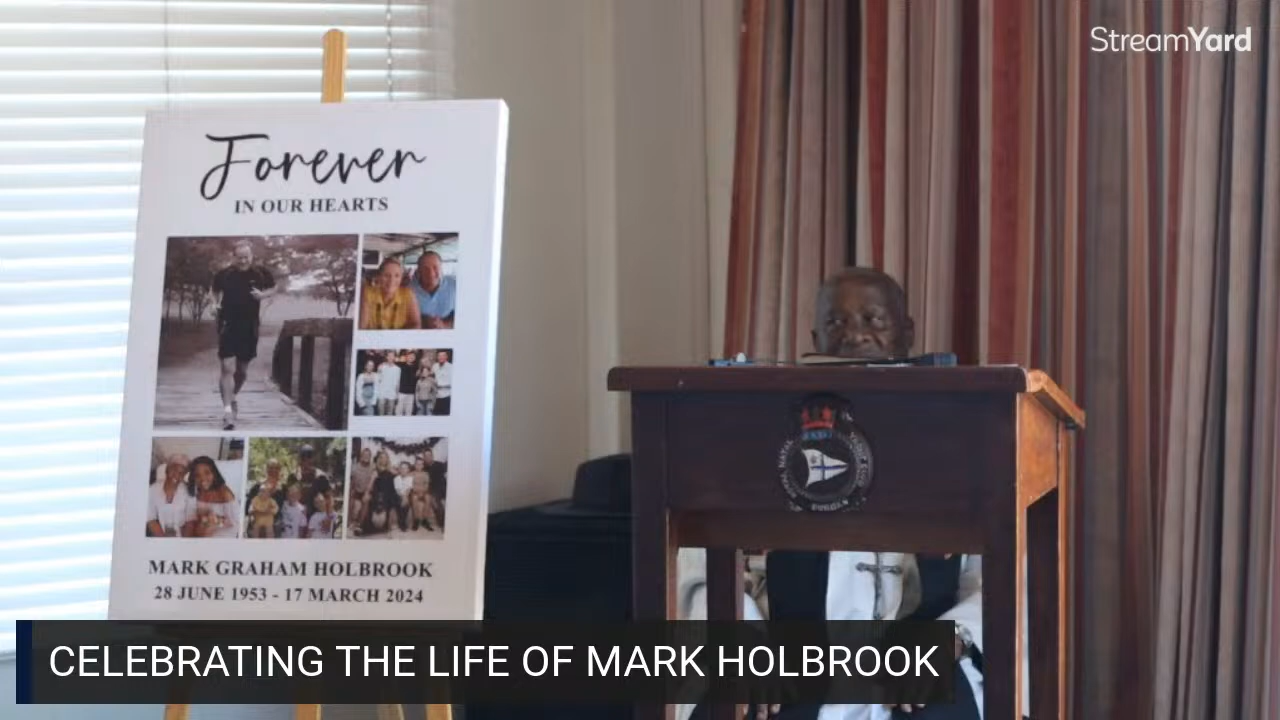 StreamYard
Forever
IN OUR HEARTS
MARK GRAHAM HOLBROOK
28 JUNE 1953 - 17 MARCH 2024
CELEBRATING THE LIFE OF MARK HOLBROOK